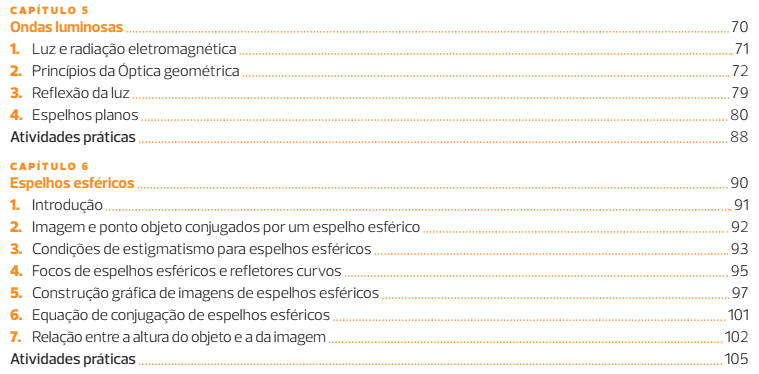 CAPÍTULO 5
Ondas luminosas 70
1. Luz e radiação eletromagnética 71
2. Princípios da Óptica geométrica 72
3. Reflexão da luz 79
4. Espelhos planos 80
Atividades práticas 88
CAPÍTULO 6
Espelhos esféricos 90
1. Introdução 91
2. Imagem e ponto objeto conjugados por um espelho esférico 92
3. Condições de estigmatismo para espelhos esféricos 93
4. Focos de espelhos esféricos e refletores curvos 95
5. Construção gráfica de imagens de espelhos esféricos 97
6. Equação de conjugação de espelhos esféricos 101
7. Relação entre a altura do objeto e a da imagem 102
Atividades práticas 105